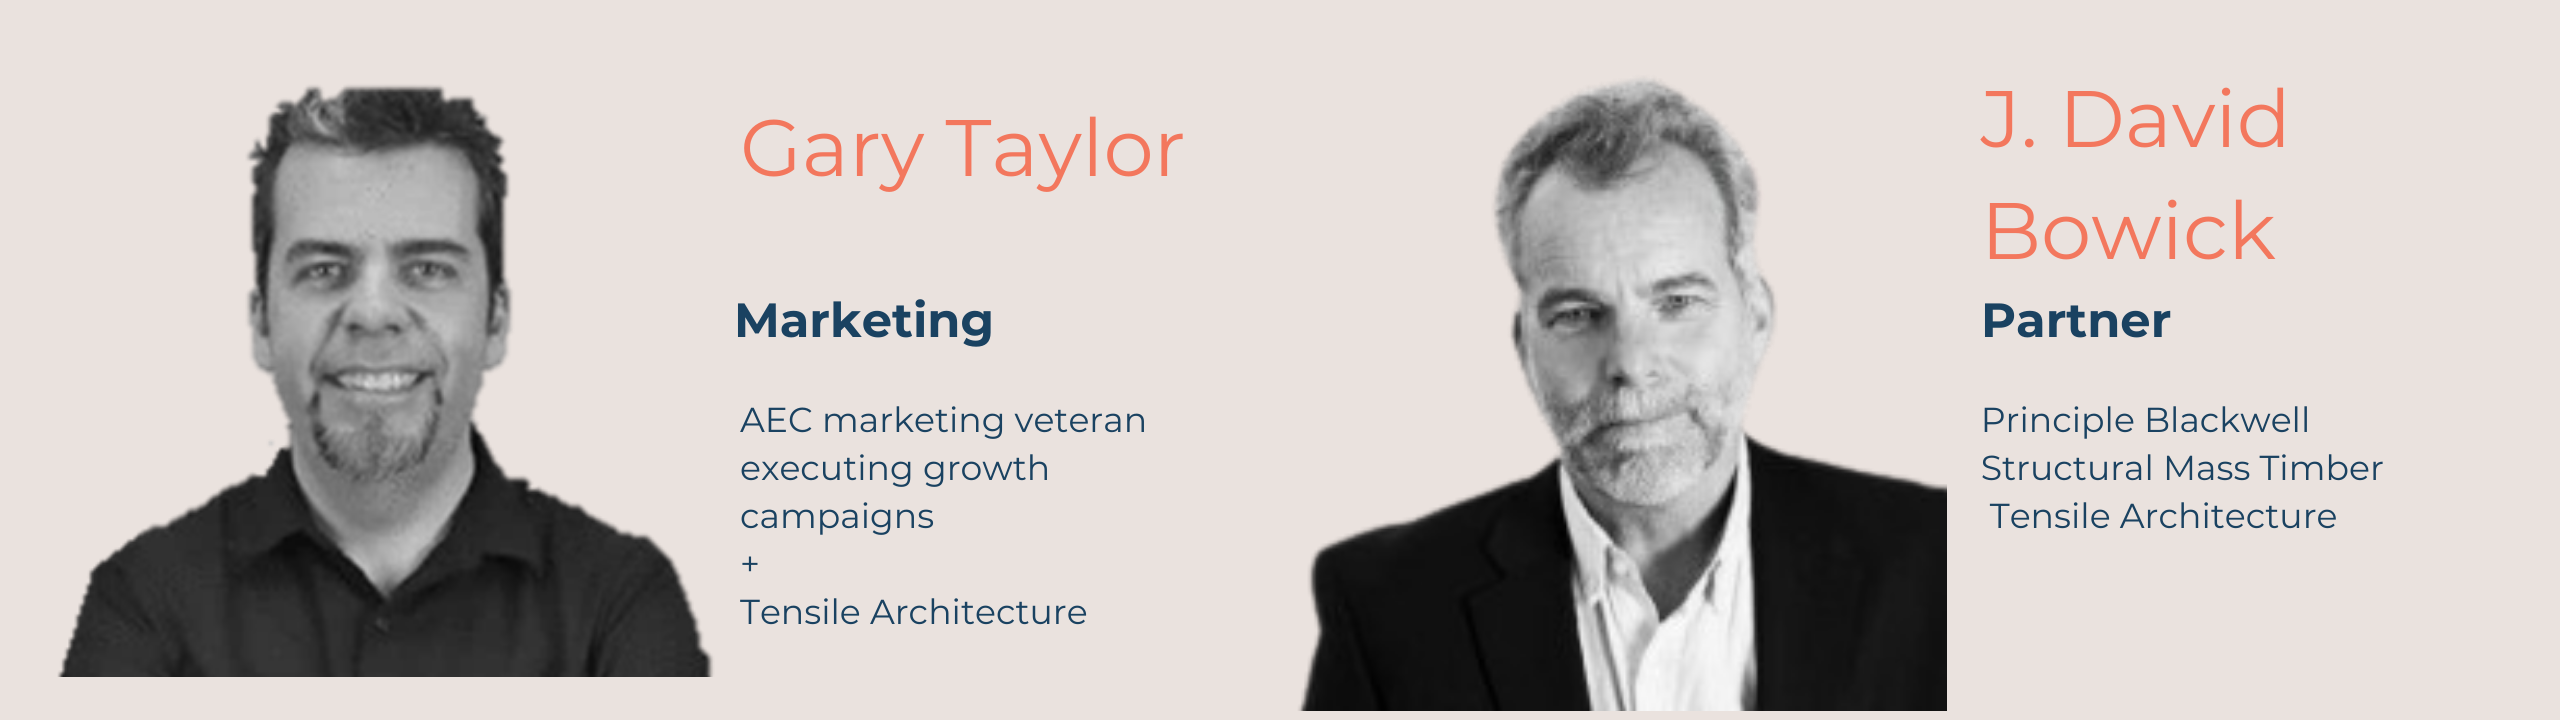 Gary Taylor
Marketing
AEC marketing veteran
executing growth
campaigns
+
Tensile Architecture
J. David
Bowick
Partner
Principle Blackwell
Structural Mass Timber
Tensile Architecture